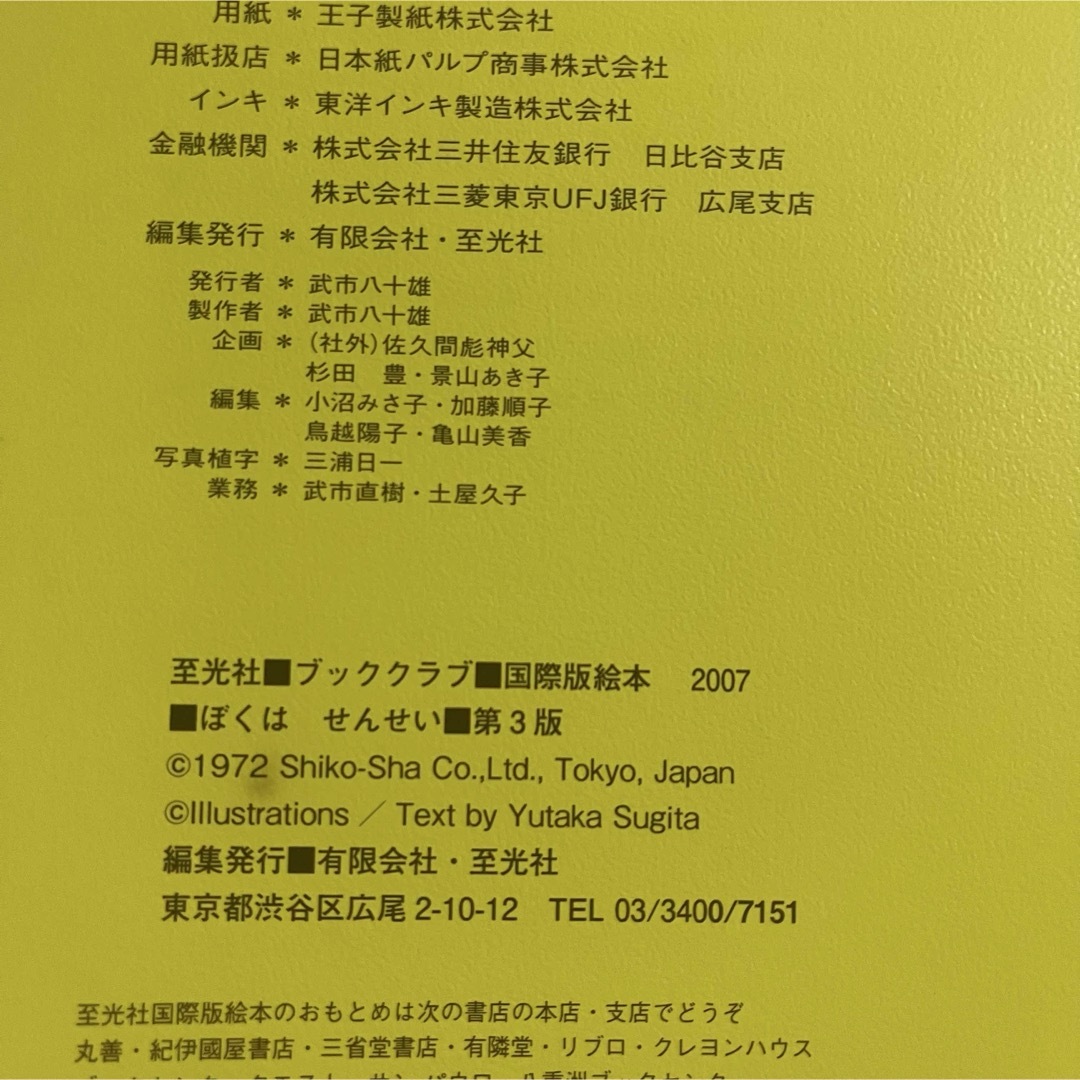 用紙 * 王子製紙株式会社
用紙扱店 * 日本紙パルプ商事株式会社
インキ * 東洋インキ製造株式会社
金融機関 * 株式会社三井住友銀行 日比谷支店
株式会社三菱東京UFJ銀行 広尾支店
編集発行 * 有限会社・至光社
発行者 * 武市八十雄
製作者 * 武市八十雄
企画 * (社外)佐久間彪神父
杉田 豊・景山あき子
編集 * 小沼みさ子・加藤順子
鳥越陽子・亀山美香
写真植字 * 三浦日一
業務 * 武市直樹・土屋久子
至光社■ブッククラブ■国際版絵本 2007
■ぼくは せんせい■第3版
©1972 Shiko-Sha Co.,Ltd., Tokyo, Japan
©Illustrations / Text by Yutaka Sugita
編集発行■有限会社・至光社
東京都渋谷区広尾2-10-12 TEL 03/3400/7151
至光社国際版絵本のおもとめは次の書店の本店・支店でどうぞ
丸善・紀伊國屋書店・三省堂書店・有隣堂・リブロ・クレヨンハウス
八重洲ブックセンター